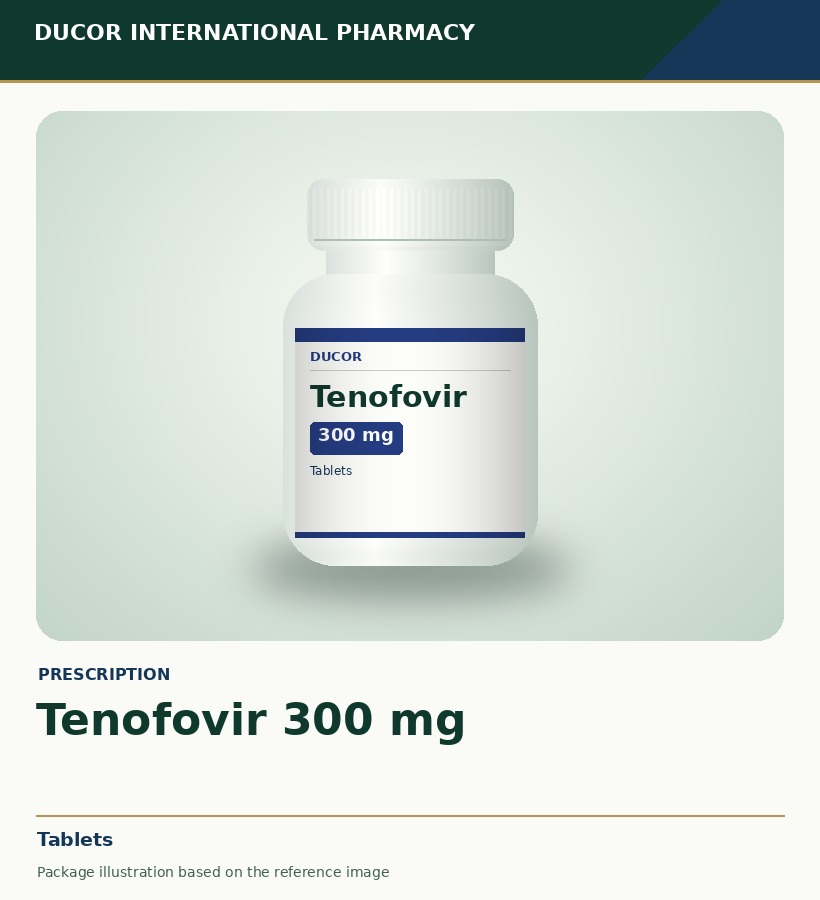 DUCOR INTERNATIONAL PHARMACY
DUCOR
Tenofovir
300 mg
Tablets
PRESCRIPTION
Tenofovir 300 mg
Tablets
Package illustration based on the reference image